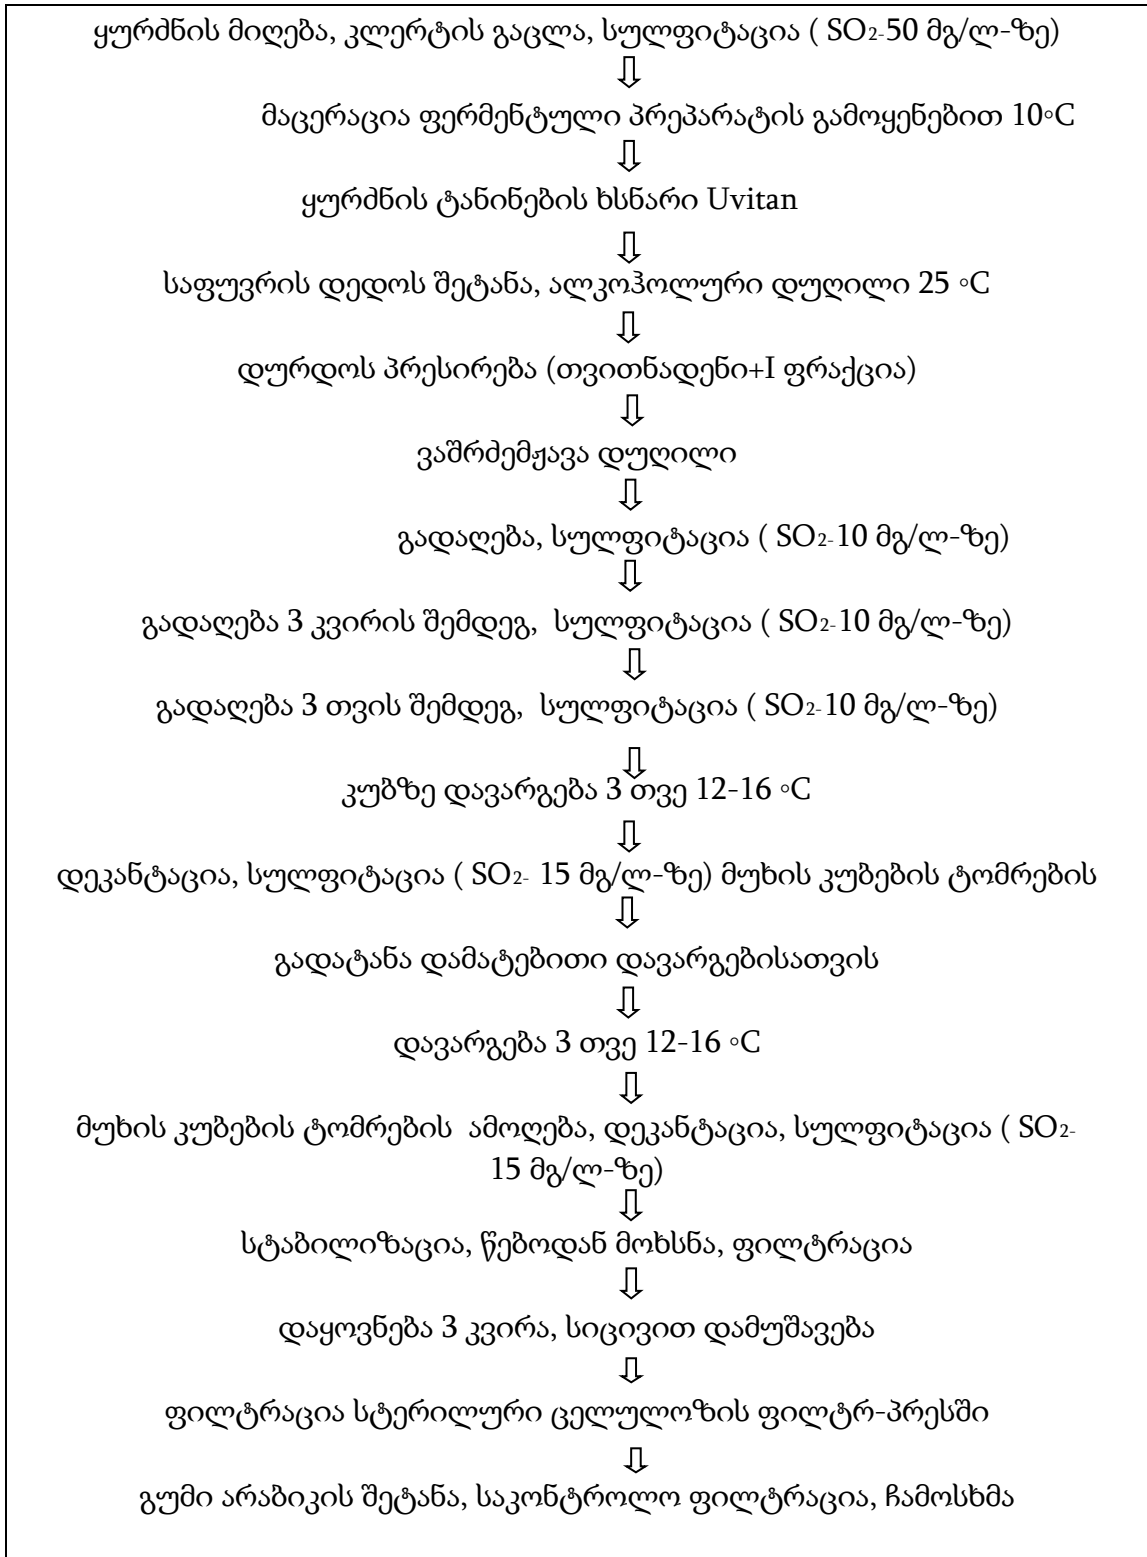 ყურძნის მიღება, კლერტის გაცლა, სულფიტაცია ( SO₂-50 მგ/ლ-ზე)
⇩
მაცერაცია ფერმენტული პრეპარატის გამოყენებით 10◦C
⇩
ყურძნის ტანინების ხსნარი Uvitan
⇩
საფუვრის დედოს შეტანა, ალკოჰოლური დუღილი 25 ◦C
⇩
დურდოს პრესირება (თვითნადენი+I ფრაქცია)
⇩
ვაშრძემჟავა დუღილი
⇩
გადაღება, სულფიტაცია ( SO₂-10 მგ/ლ-ზე)
⇩
გადაღება 3 კვირის შემდეგ, სულფიტაცია ( SO₂-10 მგ/ლ-ზე)
⇩
გადაღება 3 თვის შემდეგ, სულფიტაცია ( SO₂-10 მგ/ლ-ზე)
⇩
კუბზე დავარგება 3 თვე 12-16 ◦C
⇩
დეკანტაცია, სულფიტაცია ( SO₂- 15 მგ/ლ-ზე) მუხის კუბების ტომრების
⇩
გადატანა დამატებითი დავარგებისათვის
⇩
დავარგება 3 თვე 12-16 ◦C
⇩
მუხის კუბების ტომრების ამოღება, დეკანტაცია, სულფიტაცია ( SO₂-
15 მგ/ლ-ზე)
⇩
სტაბილიზაცია, წებოდან მოხსნა, ფილტრაცია
⇩
დაყოვნება 3 კვირა, სიცივით დამუშავება
⇩
ფილტრაცია სტერილური ცელულოზის ფილტრ-პრესში
⇩
გუმი არაბიკის შეტანა, საკონტროლო ფილტრაცია, ჩამოსხმა